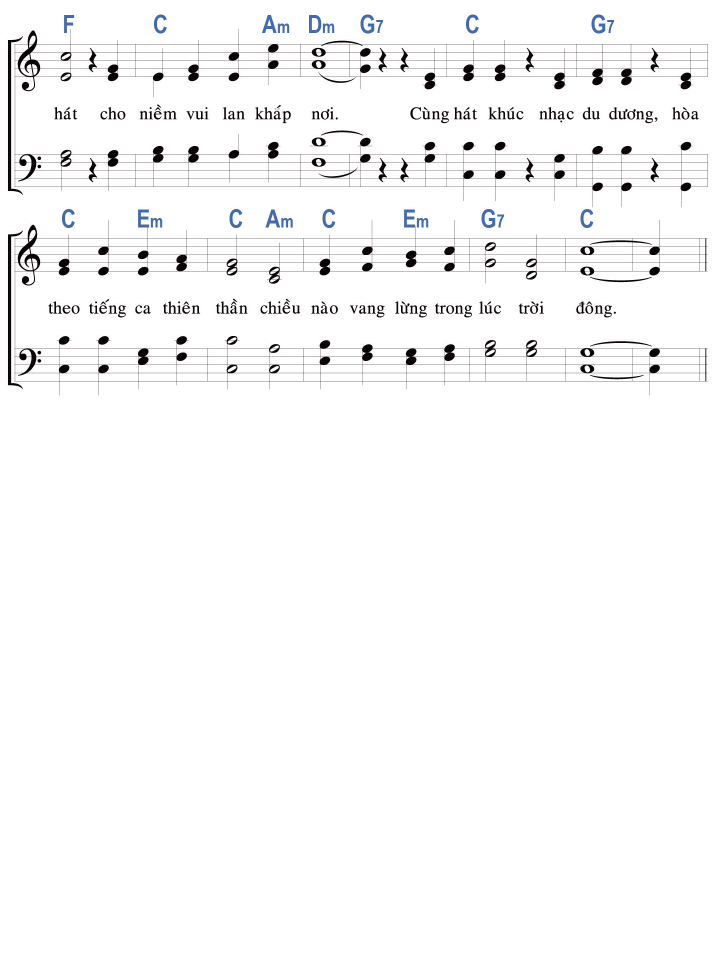 F C Am Dm G7 C G7
hát cho niềm vui lan khắp nơi. Cùng hát khúc nhạc du dương, hòa
C Em C Am C Em G7 C
theo tiếng ca thiên thần chiều nào vang lừng trong lúc trời đông.